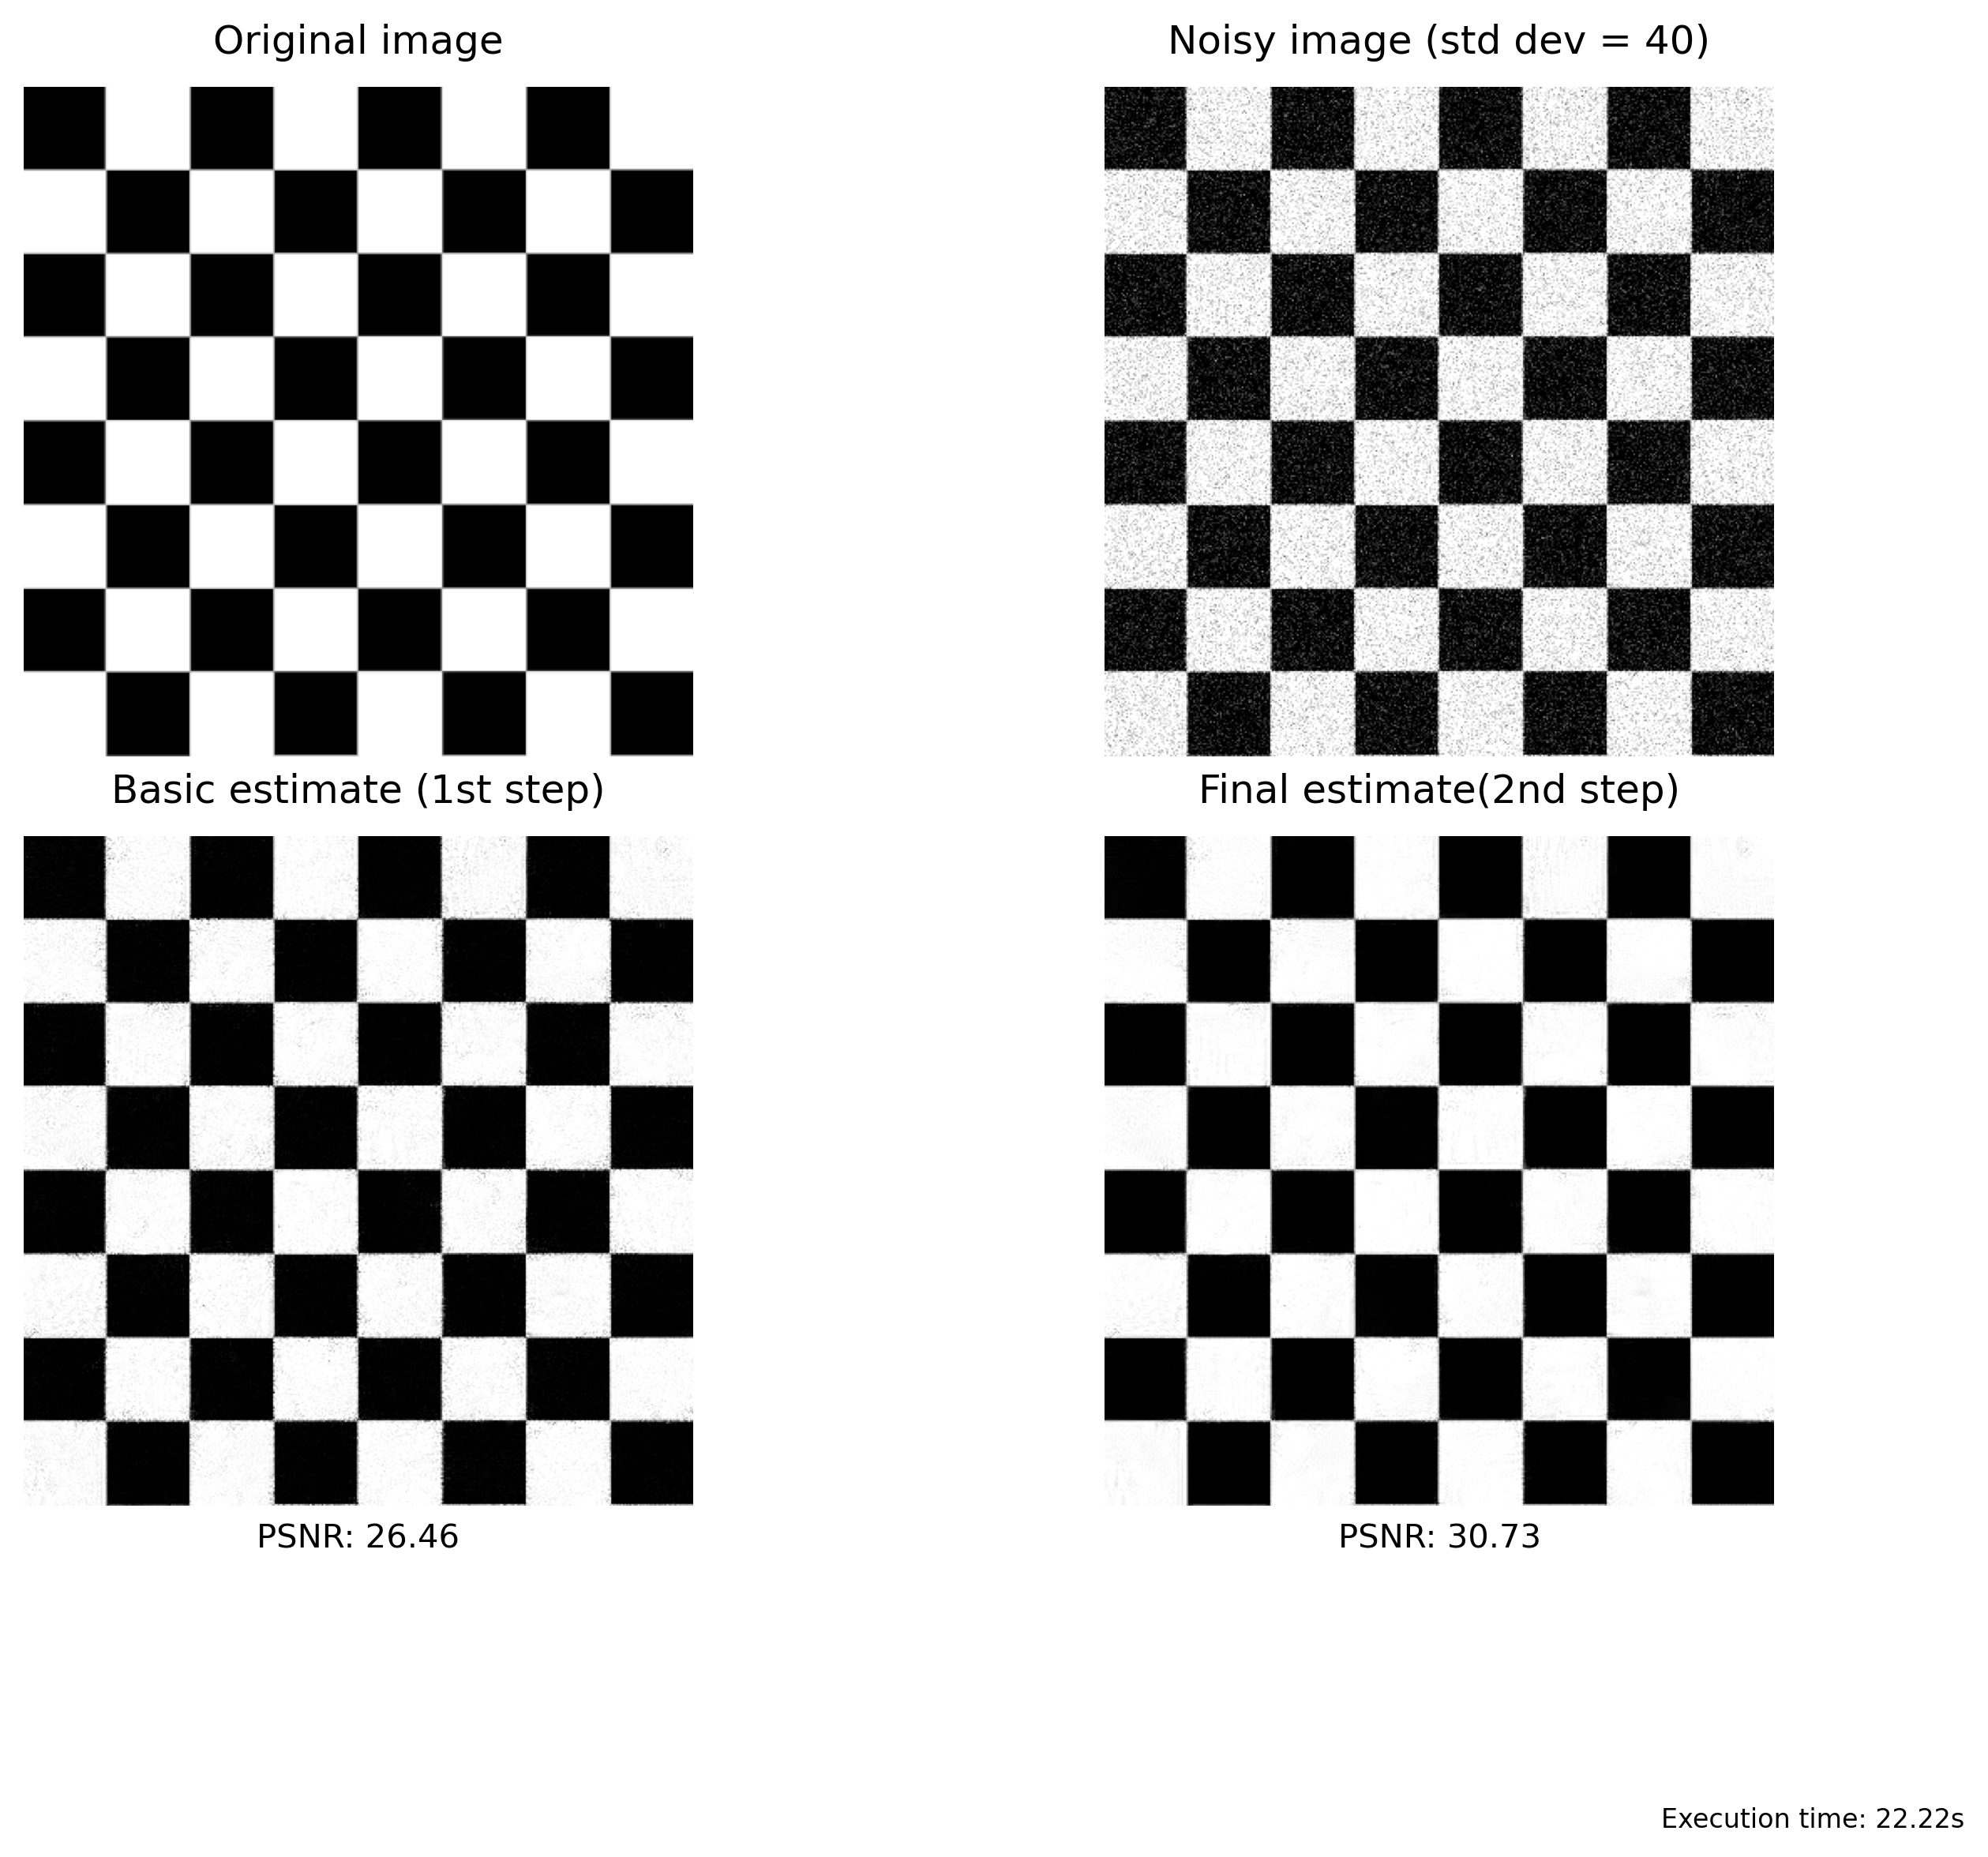 Original image
Noisy image (std dev = 40)
Basic estimate (1st step)
Final estimate(2nd step)
PSNR: 26.46
PSNR: 30.73
Execution time: 22.22s